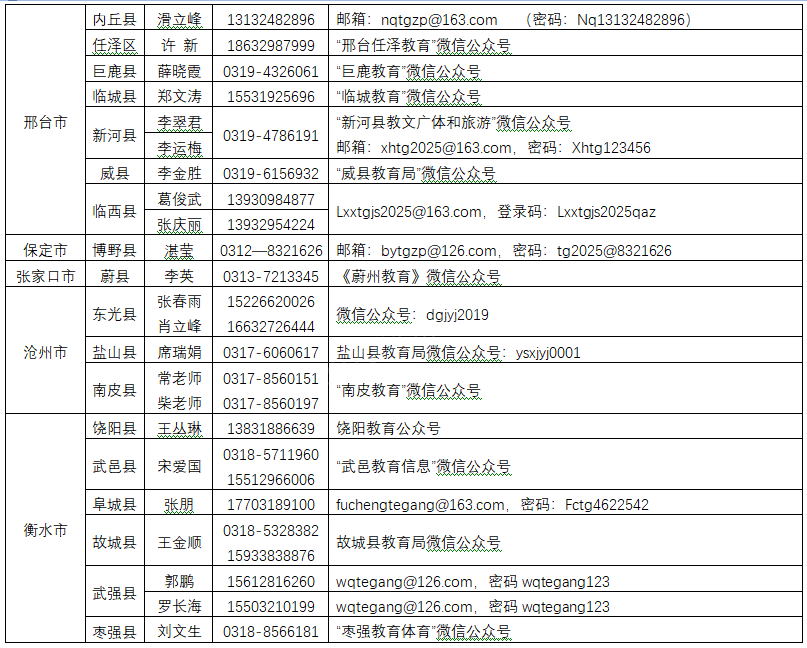 邢台市
内丘县 滑立峰 13132482896 邮箱：nqtgzp@163.com （密码：Nq13132482896）
任泽区 许 新 18632987999 “邢台任泽教育”微信公众号
巨鹿县 薛晓霞 0319-4326061 “巨鹿教育”微信公众号
临城县 郑文涛 15531925696 “临城教育”微信公众号
新河县 李翠君 0319-4786191 “新河县教文广体和旅游”微信公众号
李运梅 邮箱：xhtg2025@163.com，密码：Xhtg123456
威县 李金胜 0319-6156932 “威县教育局”微信公众号
临西县 葛俊武 13930984877 Lxxtgjs2025@163.com，登录码：Lxxtgjs2025qaz
张庆丽 13932954224
保定市 博野县 湛莹 0312—8321626 邮箱：bytgzp@126.com，密码：tg2025@8321626
张家口市 蔚县 李英 0313-7213345 《蔚州教育》微信公众号
沧州市
东光县 张春雨 15226620026 微信公众号：dgjyj2019
肖立峰 16632726444
盐山县 席瑞娟 0317-6060617 盐山县教育局微信公众号：ysxjyj0001
南皮县 常老师 0317-8560151 “南皮教育”微信公众号
柴老师 0317-8560197
衡水市
饶阳县 王丛琳 13831886639 饶阳教育公众号
武邑县 宋爱国 0318-5711960 “武邑教育信息”微信公众号
15512966006
阜城县 张朋 17703189100 fuchengtegang@163.com，密码：Fctg4622542
故城县 王金顺 0318-5328382 故城县教育局微信公众号
15933838876
武强县 郭鹏 15612816260 wqtegang@126.com，密码 wqtegang123
罗长海 15503210199 wqtegang@126.com，密码 wqtegang123
枣强县 刘文生 0318-8566181 “枣强教育体育”微信公众号